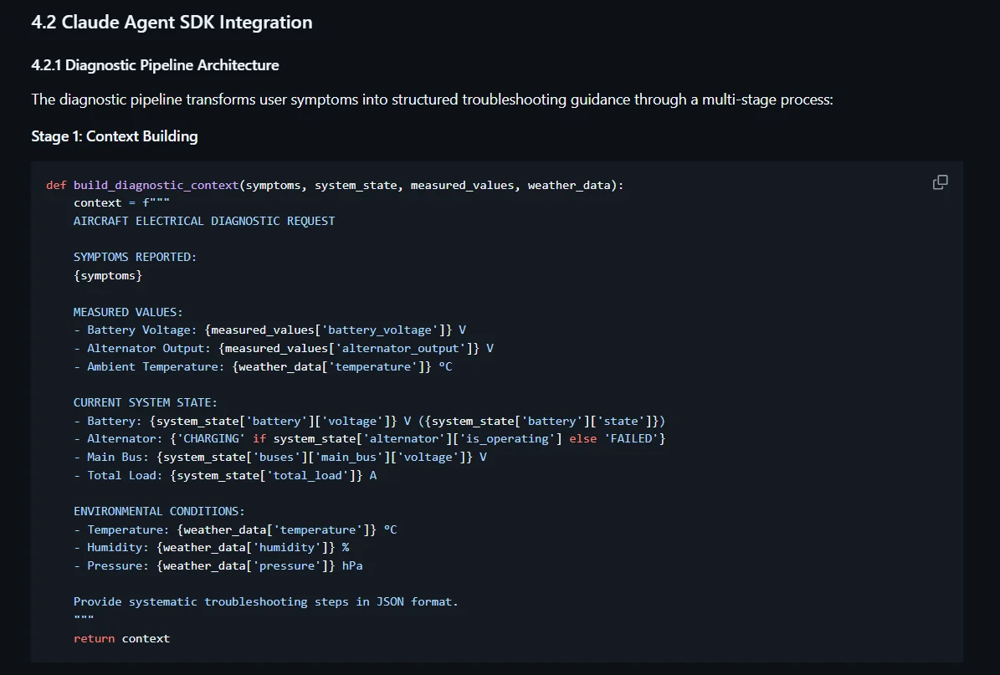 4.2 Claude Agent SDK Integration
4.2.1 Diagnostic Pipeline Architecture
The diagnostic pipeline transforms user symptoms into structured troubleshooting guidance through a multi-stage process:
Stage 1: Context Building
def build_diagnostic_context(symptoms, system_state, measured_values, weather_data):
    context = f"""
    AIRCRAFT ELECTRICAL DIAGNOSTIC REQUEST
    SYMPTOMS REPORTED:
    {symptoms}
    MEASURED VALUES:
    - Battery Voltage: {measured_values['battery_voltage']} V
    - Alternator Output: {measured_values['alternator_output']} V
    - Ambient Temperature: {weather_data['temperature']} °C
    CURRENT SYSTEM STATE:
    - Battery: {system_state['battery']['voltage']} V ({system_state['battery']['state']})
    - Alternator: {'CHARGING' if system_state['alternator']['is_operating'] else 'FAILED'}
    - Main Bus: {system_state['buses']['main_bus']['voltage']} V
    - Total Load: {system_state['total_load']} A
    ENVIRONMENTAL CONDITIONS:
    - Temperature: {weather_data['temperature']} °C
    - Humidity: {weather_data['humidity']} %
    - Pressure: {weather_data['pressure']} hPa
    Provide systematic troubleshooting steps in JSON format.
    """
    return context